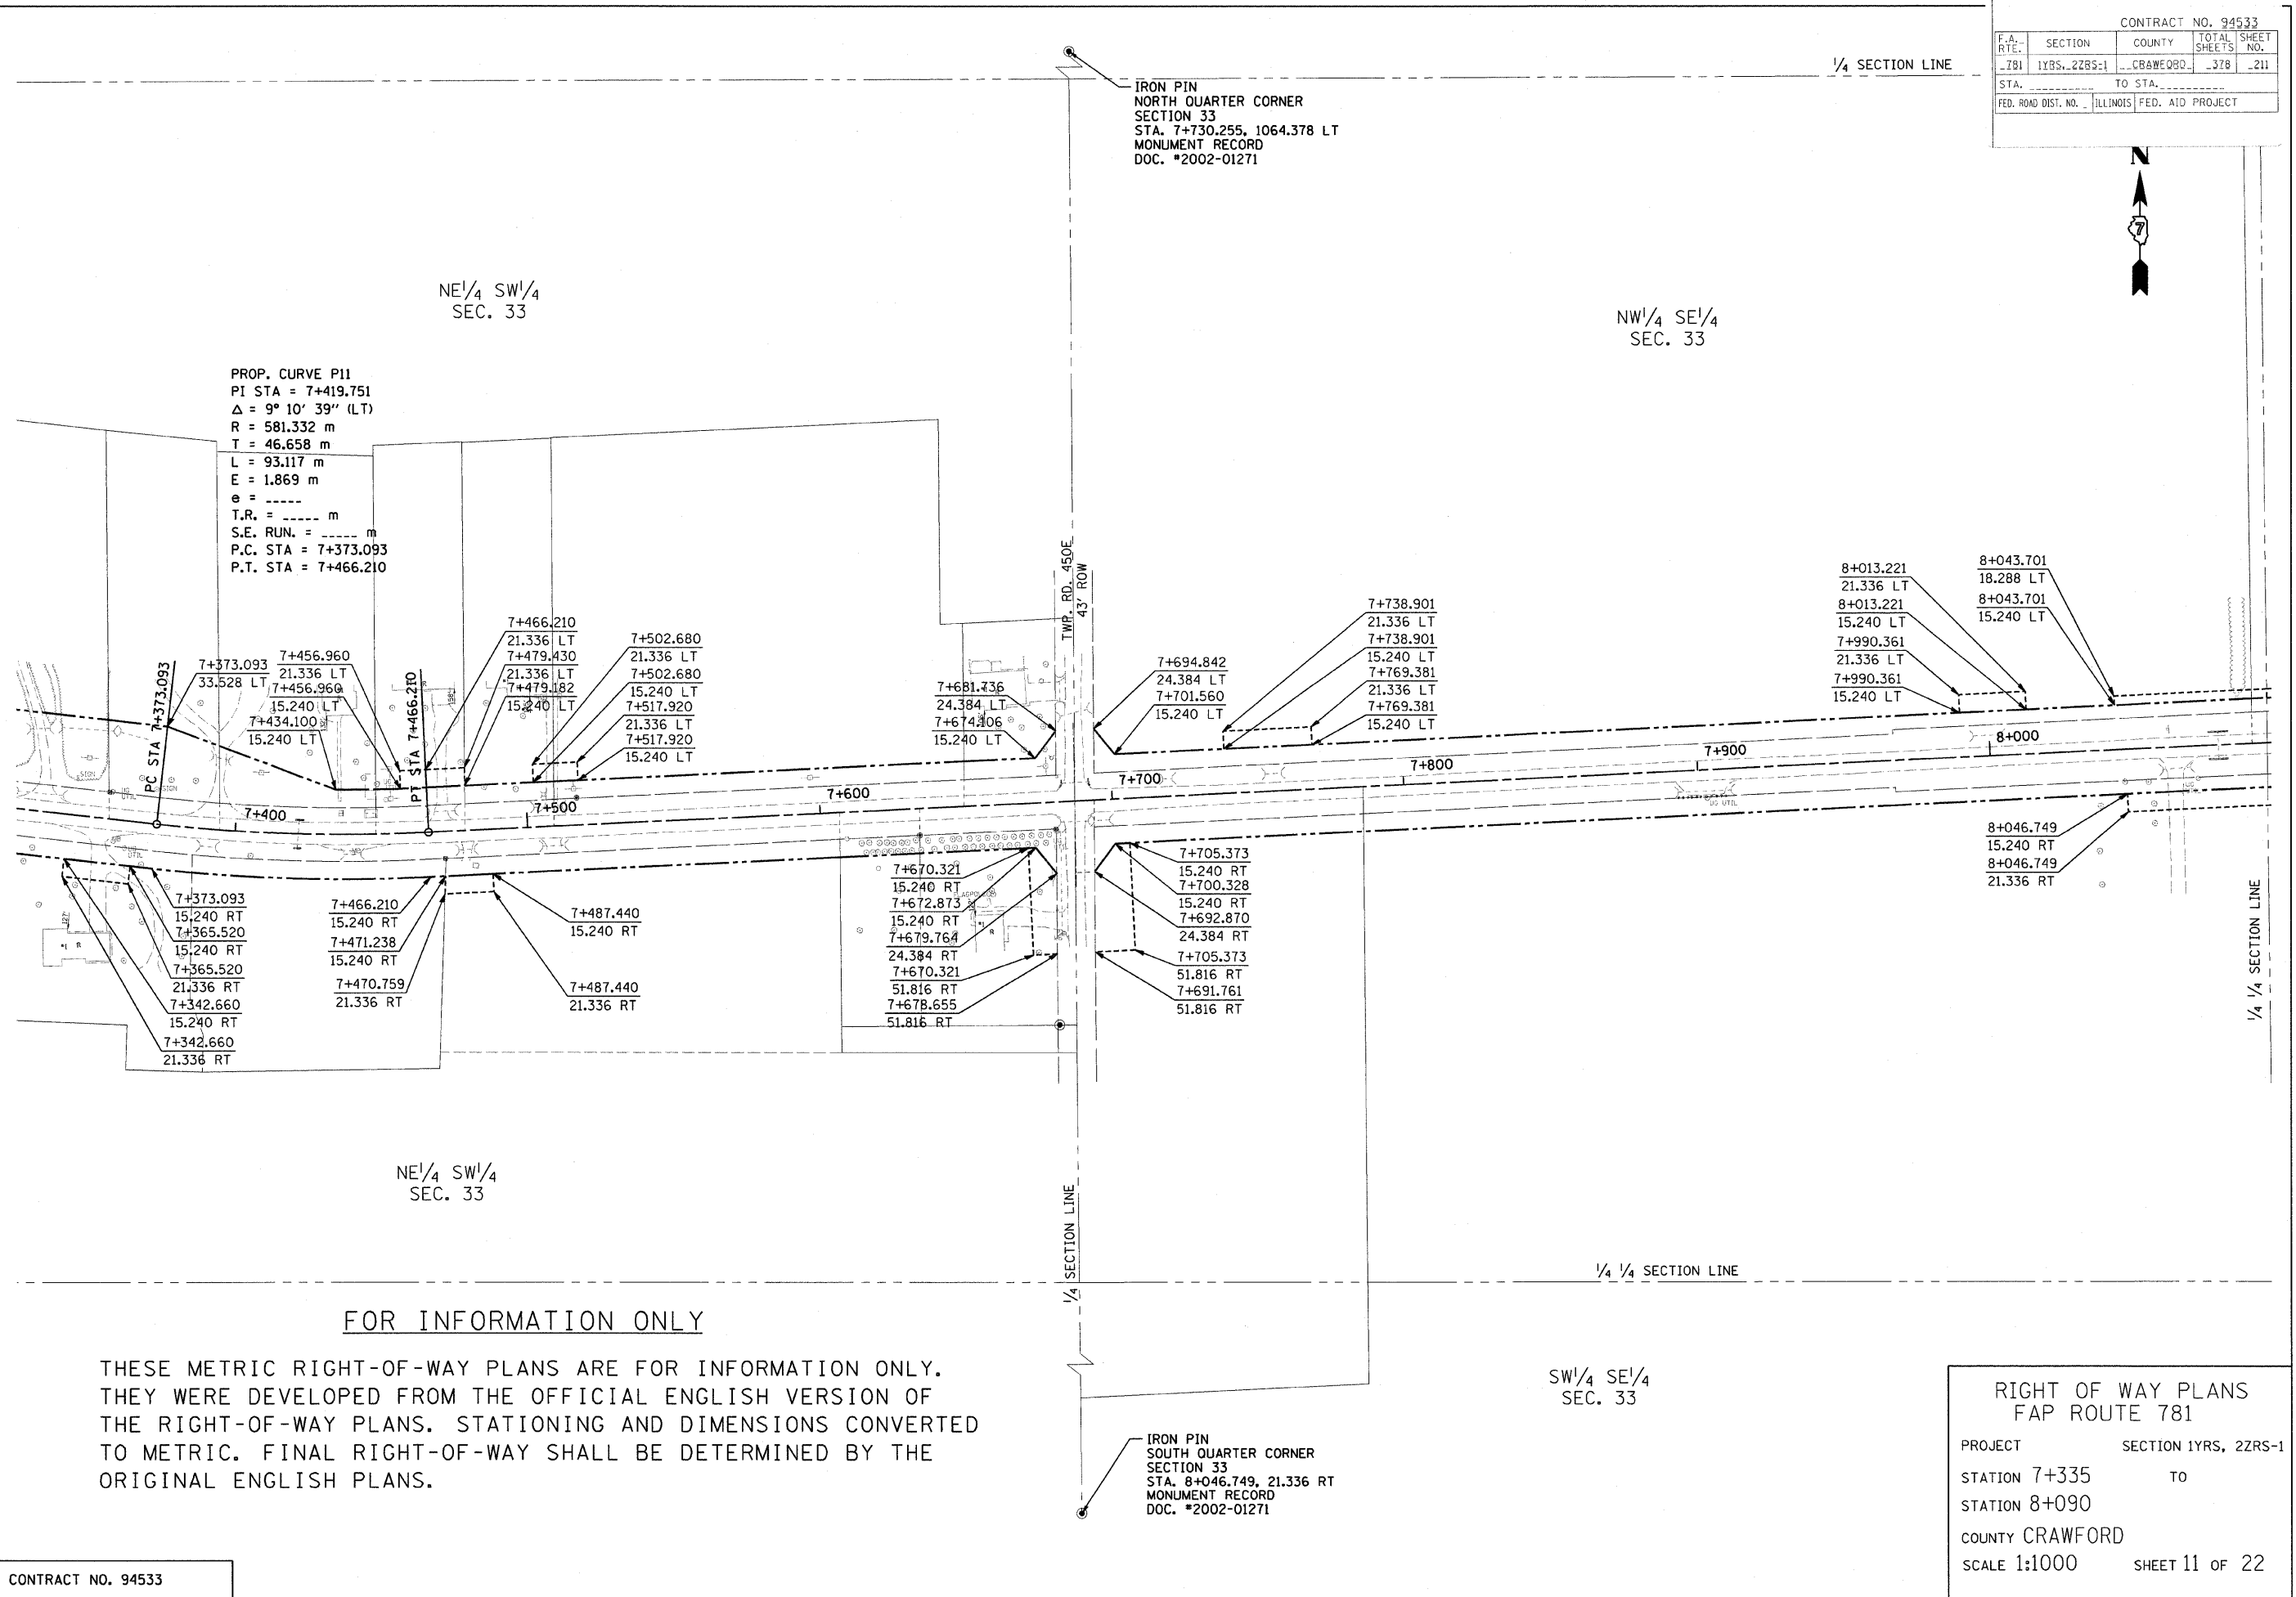 CONTRACT NO. 94533
F.A. RTE. SECTION COUNTY TOTAL SHEETS SHEET NO.
781 1YRS, 2ZRS-1 CRAWFORD 378 211
STA. TO STA.
FED. ROAD DIST. NO. ILLINOIS FED. AID PROJECT
1/4 SECTION LINE
IRON PIN
NORTH QUARTER CORNER
SECTION 33
STA. 7+730.255, 1064.378 LT
MONUMENT RECORD
DOC. #2002-01271
N
7
NE1/4 SW1/4
SEC. 33
NW1/4 SE1/4
SEC. 33
PROP. CURVE P11
PI STA = 7+419.751
Δ = 9° 10' 39" (LT)
R = 581.332 m
T = 46.658 m
L = 93.117 m
E = 1.869 m
e = -----
T.R. = ----- m
S.E. RUN. = ----- m
P.C. STA = 7+373.093
P.T. STA = 7+466.210
PC STA 7+373.093
7+373.093
33.528 LT
7+456.960
21.336 LT
7+456.960
15.240 LT
7+434.100
15.240 LT
PT STA 7+466.210
7+466.210
21.336 LT
7+479.430
21.336 LT
7+479.182
15.240 LT
7+502.680
21.336 LT
7+502.680
15.240 LT
7+517.920
21.336 LT
7+517.920
15.240 LT
7+681.736
24.384 LT
7+674.106
15.240 LT
TWP. RD. 450E
43' ROW
7+694.842
24.384 LT
7+701.560
15.240 LT
7+738.901
21.336 LT
7+738.901
15.240 LT
7+769.381
21.336 LT
7+769.381
15.240 LT
8+013.221
21.336 LT
8+013.221
15.240 LT
7+990.361
21.336 LT
7+990.361
15.240 LT
8+043.701
18.288 LT
8+043.701
15.240 LT
7+400
7+500
7+600
7+700
7+800
7+900
8+000
SIGN
SIGN
UG UTIL
UG UTIL
7+373.093
15.240 RT
7+365.520
15.240 RT
7+365.520
21.336 RT
7+342.660
15.240 RT
7+342.660
21.336 RT
7+466.210
15.240 RT
7+471.238
15.240 RT
7+470.759
21.336 RT
7+487.440
15.240 RT
7+487.440
21.336 RT
7+670.321
15.240 RT
7+672.873
15.240 RT
7+679.764
24.384 RT
7+670.321
51.816 RT
7+678.655
51.816 RT
7+705.373
15.240 RT
7+700.328
15.240 RT
7+692.870
24.384 RT
7+705.373
51.816 RT
7+691.761
51.816 RT
8+046.749
15.240 RT
8+046.749
21.336 RT
1/4 1/4 SECTION LINE
NE1/4 SW1/4
SEC. 33
1/4 SECTION LINE
1/4 1/4 SECTION LINE
FOR INFORMATION ONLY
THESE METRIC RIGHT-OF-WAY PLANS ARE FOR INFORMATION ONLY.
THEY WERE DEVELOPED FROM THE OFFICIAL ENGLISH VERSION OF
THE RIGHT-OF-WAY PLANS. STATIONING AND DIMENSIONS CONVERTED
TO METRIC. FINAL RIGHT-OF-WAY SHALL BE DETERMINED BY THE
ORIGINAL ENGLISH PLANS.
SW1/4 SE1/4
SEC. 33
IRON PIN
SOUTH QUARTER CORNER
SECTION 33
STA. 8+046.749, 21.336 RT
MONUMENT RECORD
DOC. #2002-01271
RIGHT OF WAY PLANS
FAP ROUTE 781
PROJECT SECTION 1YRS, 2ZRS-1
STATION 7+335 TO
STATION 8+090
COUNTY CRAWFORD
SCALE 1:1000 SHEET 11 OF 22
CONTRACT NO. 94533